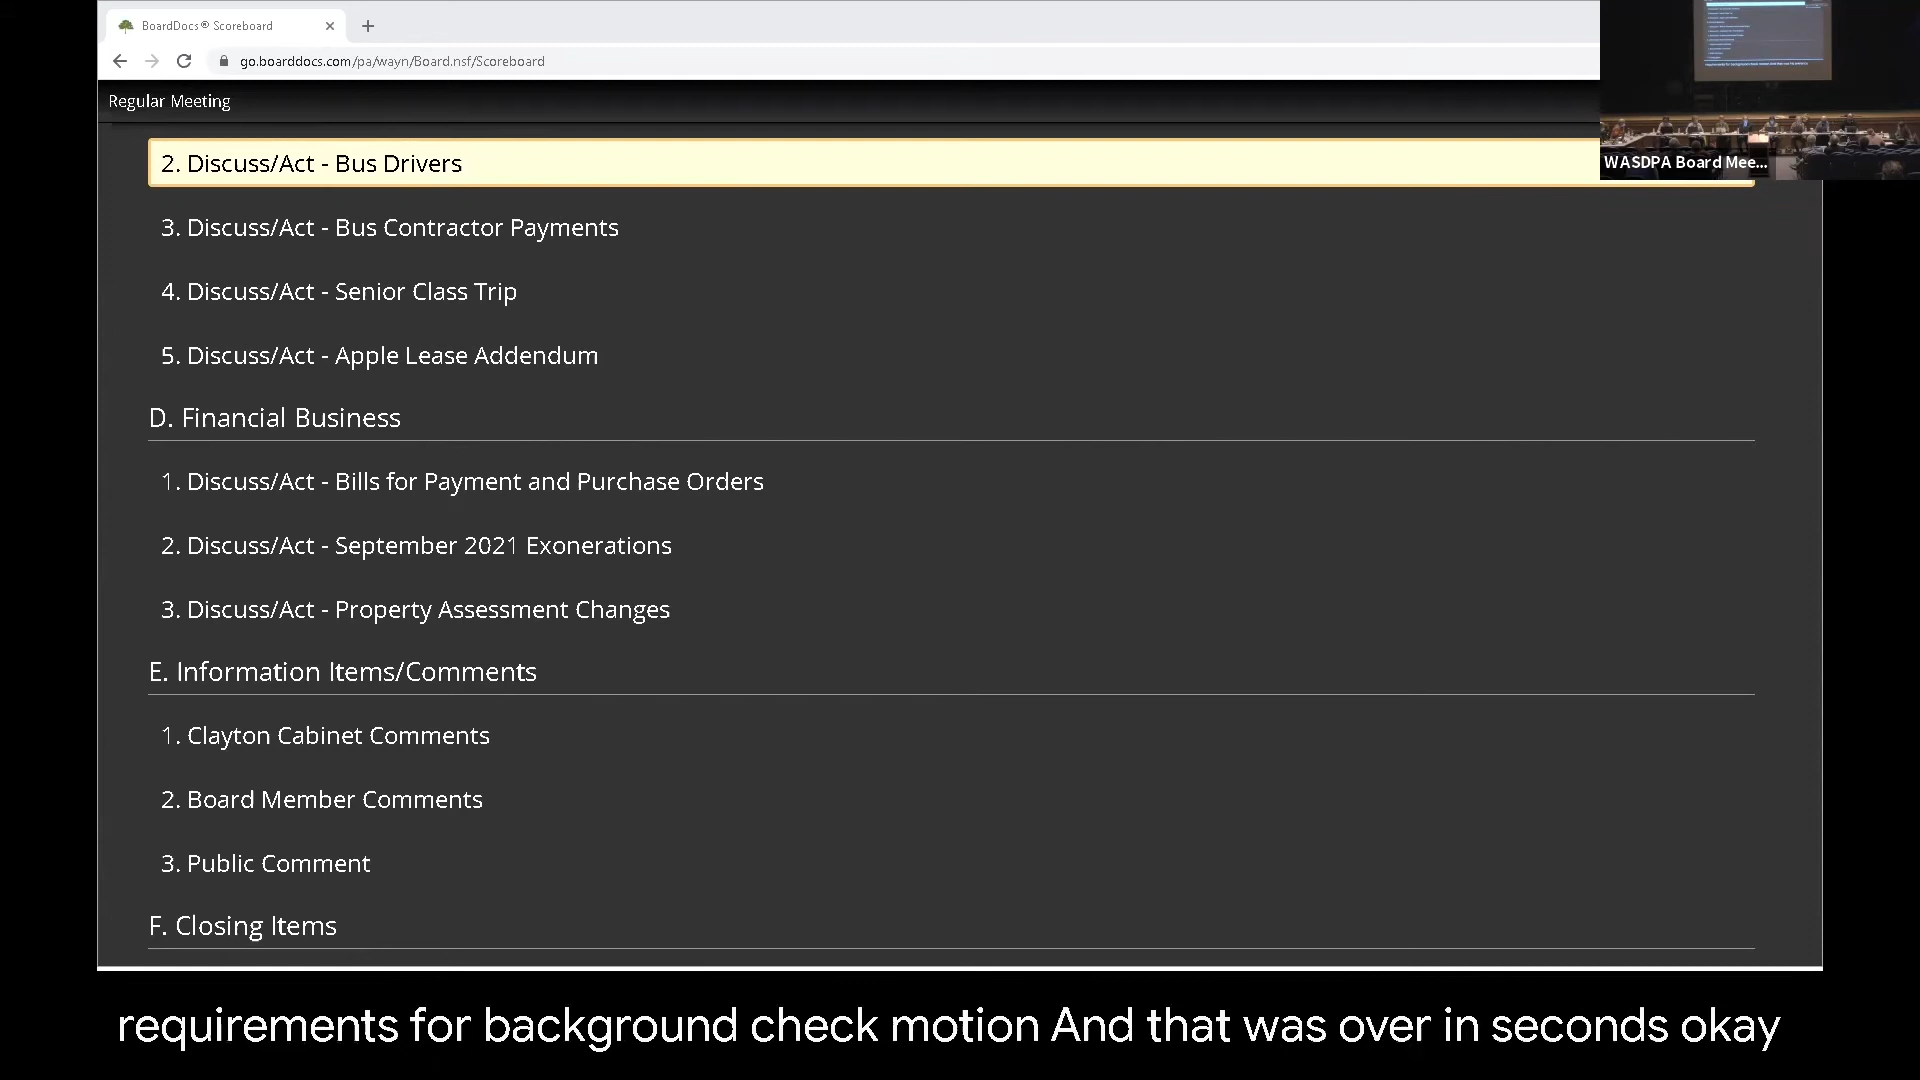 BoardDocs® Scoreboard
go.boarddocs.com/pa/wayn/Board.nsf/Scoreboard
Regular Meeting
WASDPA Board Mee...
2. Discuss/Act - Bus Drivers
3. Discuss/Act - Bus Contractor Payments
4. Discuss/Act - Senior Class Trip
5. Discuss/Act - Apple Lease Addendum
D. Financial Business
1. Discuss/Act - Bills for Payment and Purchase Orders
2. Discuss/Act - September 2021 Exonerations
3. Discuss/Act - Property Assessment Changes
E. Information Items/Comments
1. Clayton Cabinet Comments
2. Board Member Comments
3. Public Comment
F. Closing Items
requirements for background check motion And that was over in seconds okay